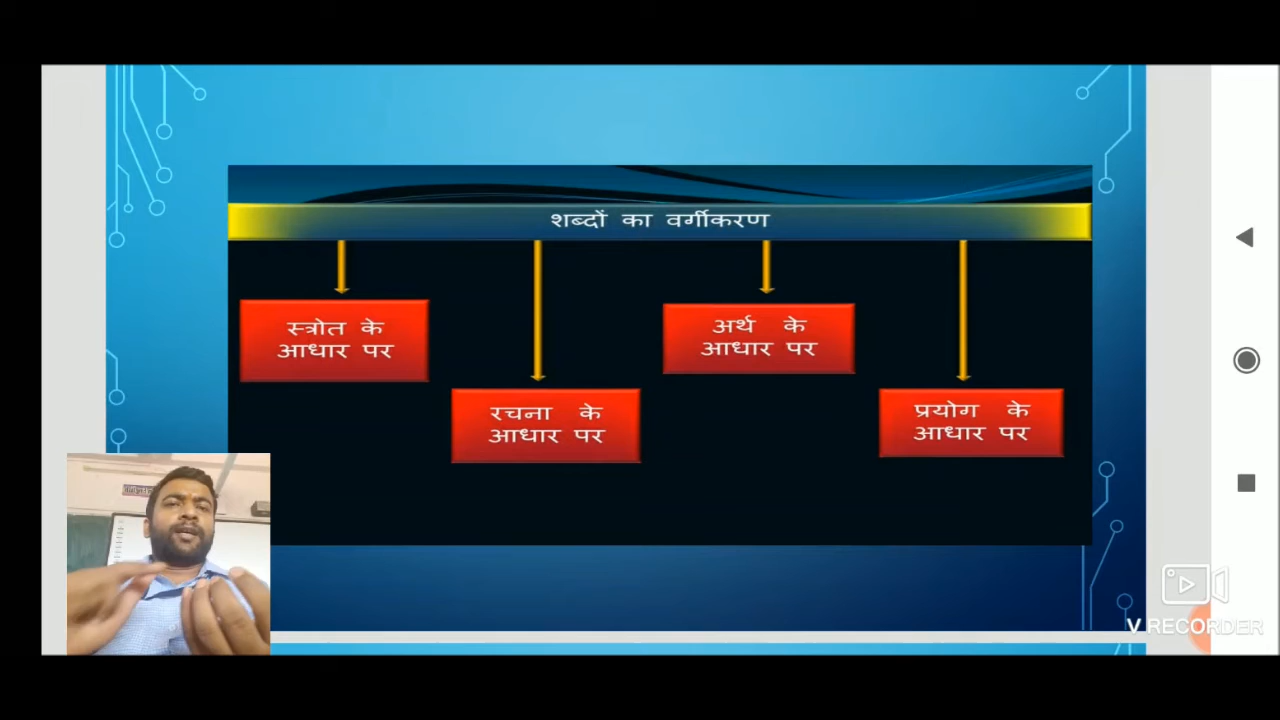 शब्दों का वर्गीकरण
स्त्रोत के
आधार पर
रचना के
आधार पर
अर्थ के
आधार पर
प्रयोग के
आधार पर
V RECORDER